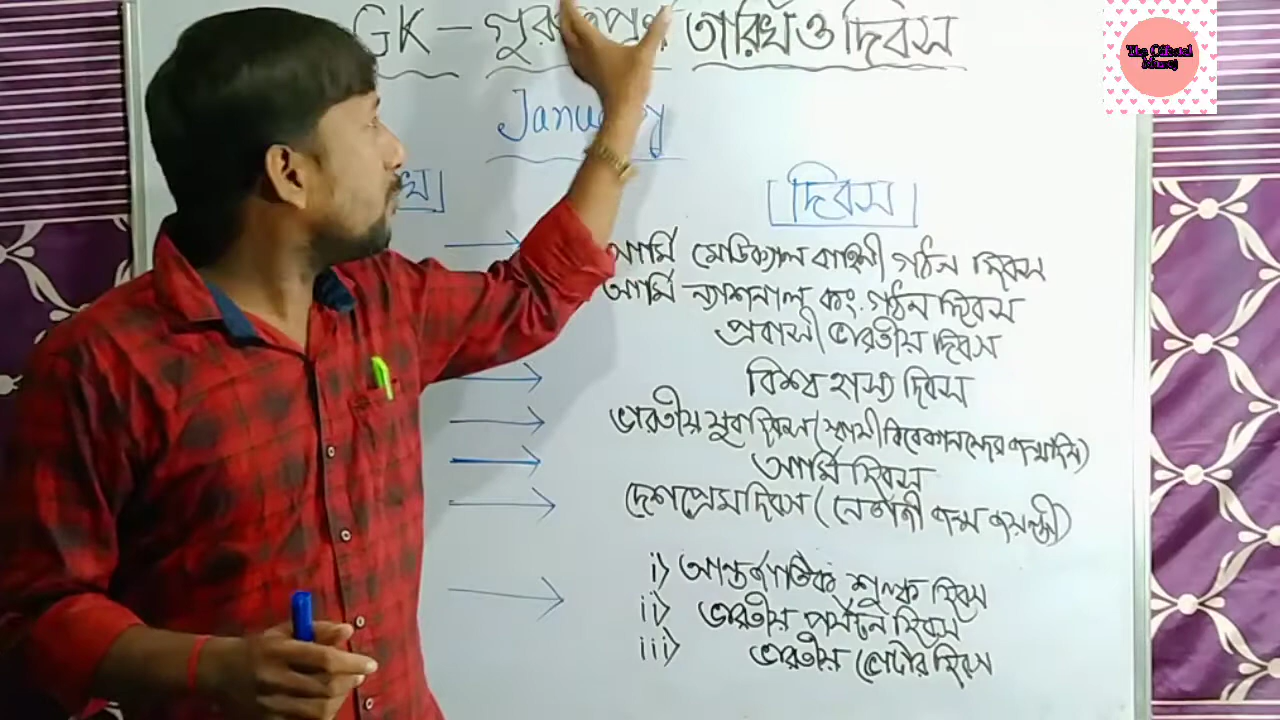 GK - গুরুত্বপূর্ণ তারিখ ও দিবস
January
দিবস
আর্মি মেডিক্যাল বাহিনী গঠন দিবস
আর্মি ন্যাশনাল কং. গঠন দিবস
প্রবাসী ভারতীয় দিবস
বিশ্ব হাস্য দিবস
ভারতীয় যুব দিবস (স্বামী বিবেকানন্দের জন্মদিন)
আর্মি দিবস
দেশপ্রেম দিবস (নেতাজী জন্ম জয়ন্তী)
i) আন্তর্জাতিক শুল্ক দিবস
ii) ভারতীয় পর্যটন দিবস
iii) ভারতীয় ভোটার দিবস
The Official